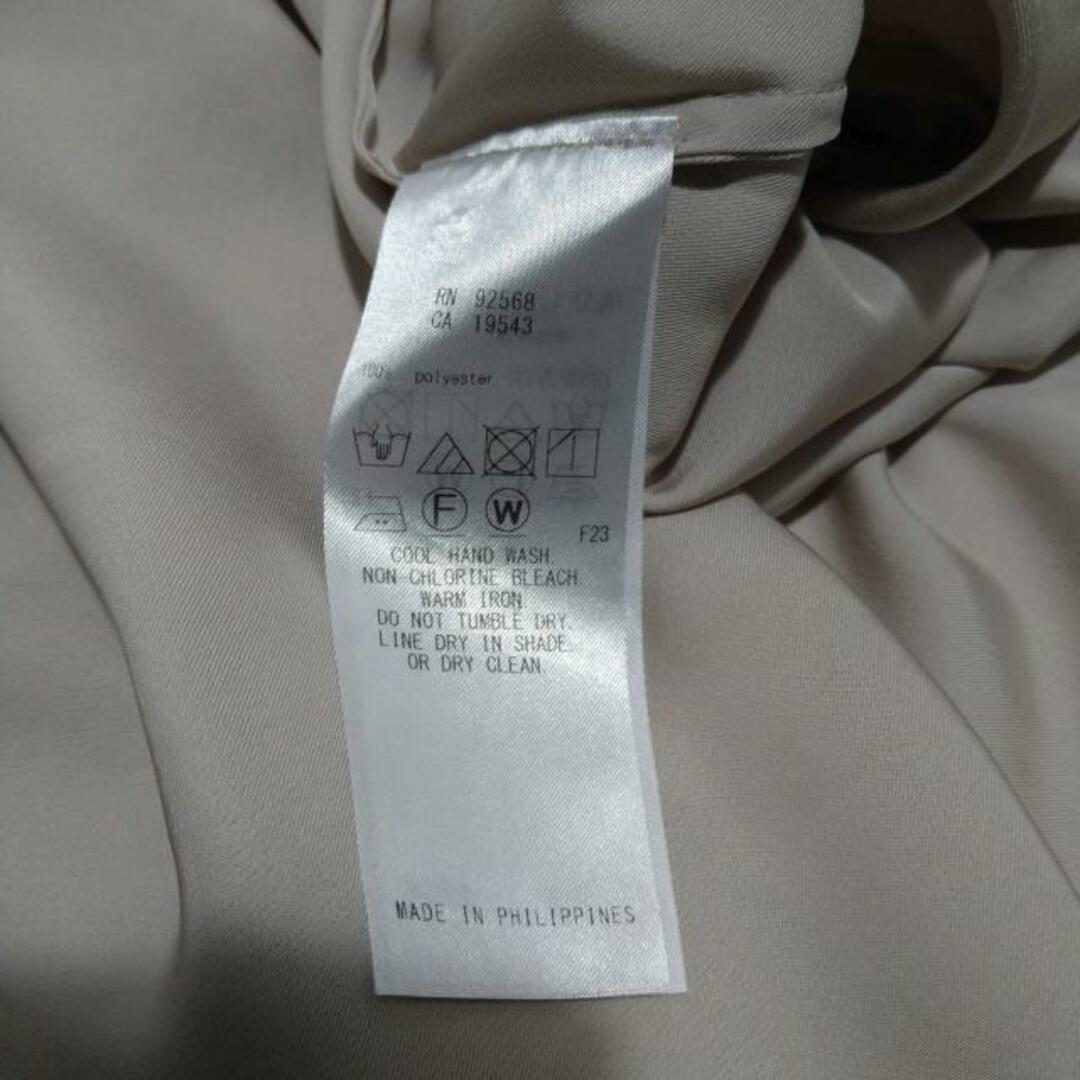 RN 92568
CA 19543
100% polyester
F W
F23
COOL HAND WASH.
NON CHLORINE BLEACH.
WARM IRON.
DO NOT TUMBLE DRY.
LINE DRY IN SHADE.
OR DRY CLEAN.
MADE IN PHILIPPINES